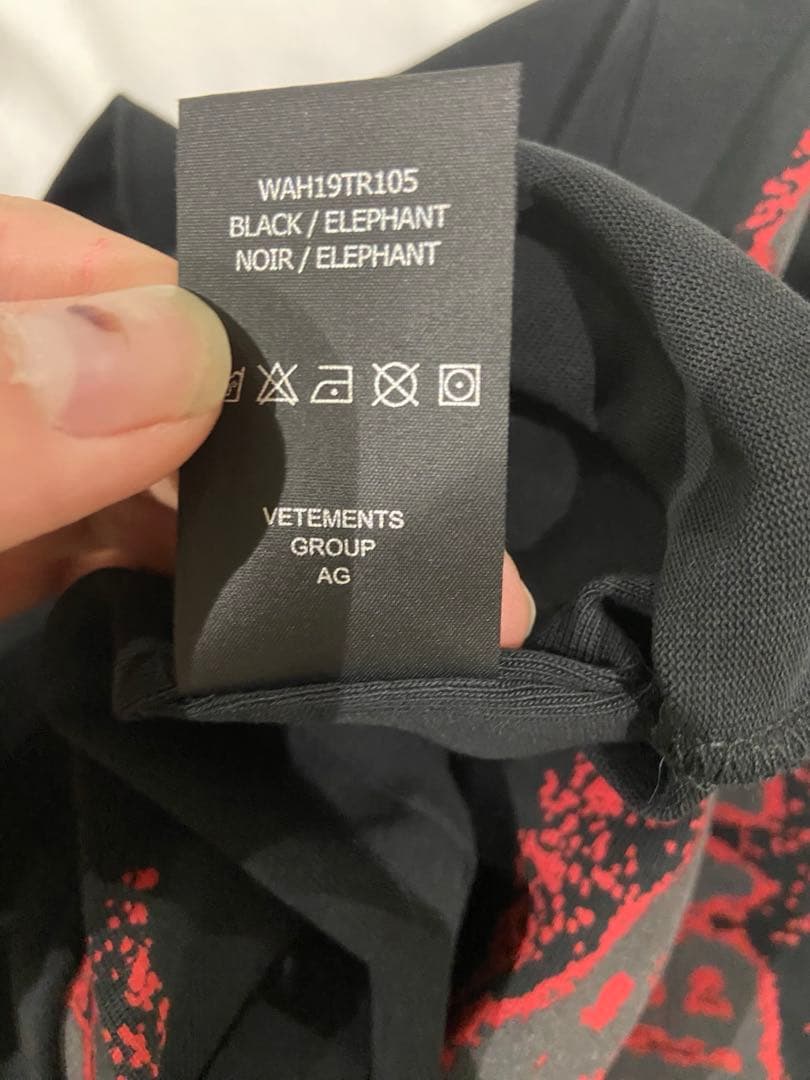 WAH19TR105
BLACK / ELEPHANT
NOIR / ELEPHANT
VETEMENTS
GROUP
AG